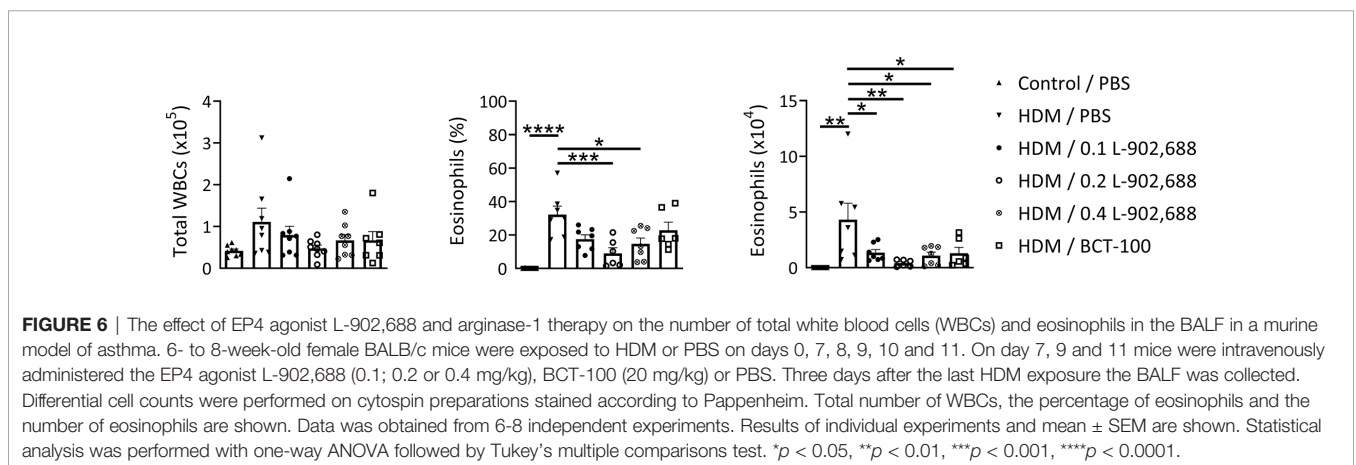 4
3
2
1
0
Total WBCs (x10⁵)
100
80
60
40
20
0
Eosinophils (%)
****
*
***
15
10
5
0
Eosinophils (x10⁴)
*
*
**
*
**
Control / PBS
HDM / PBS
HDM / 0.1 L-902,688
HDM / 0.2 L-902,688
HDM / 0.4 L-902,688
HDM / BCT-100
FIGURE 6 | The effect of EP4 agonist L-902,688 and arginase-1 therapy on the number of total white blood cells (WBCs) and eosinophils in the BALF in a murine
model of asthma. 6- to 8-week-old female BALB/c mice were exposed to HDM or PBS on days 0, 7, 8, 9, 10 and 11. On day 7, 9 and 11 mice were intravenously
administered the EP4 agonist L-902,688 (0.1; 0.2 or 0.4 mg/kg), BCT-100 (20 mg/kg) or PBS. Three days after the last HDM exposure the BALF was collected.
Differential cell counts were performed on cytospin preparations stained according to Pappenheim. Total number of WBCs, the percentage of eosinophils and the
number of eosinophils are shown. Data was obtained from 6-8 independent experiments. Results of individual experiments and mean ± SEM are shown. Statistical
analysis was performed with one-way ANOVA followed by Tukey's multiple comparisons test. *p < 0.05, **p < 0.01, ***p < 0.001, ****p < 0.0001.